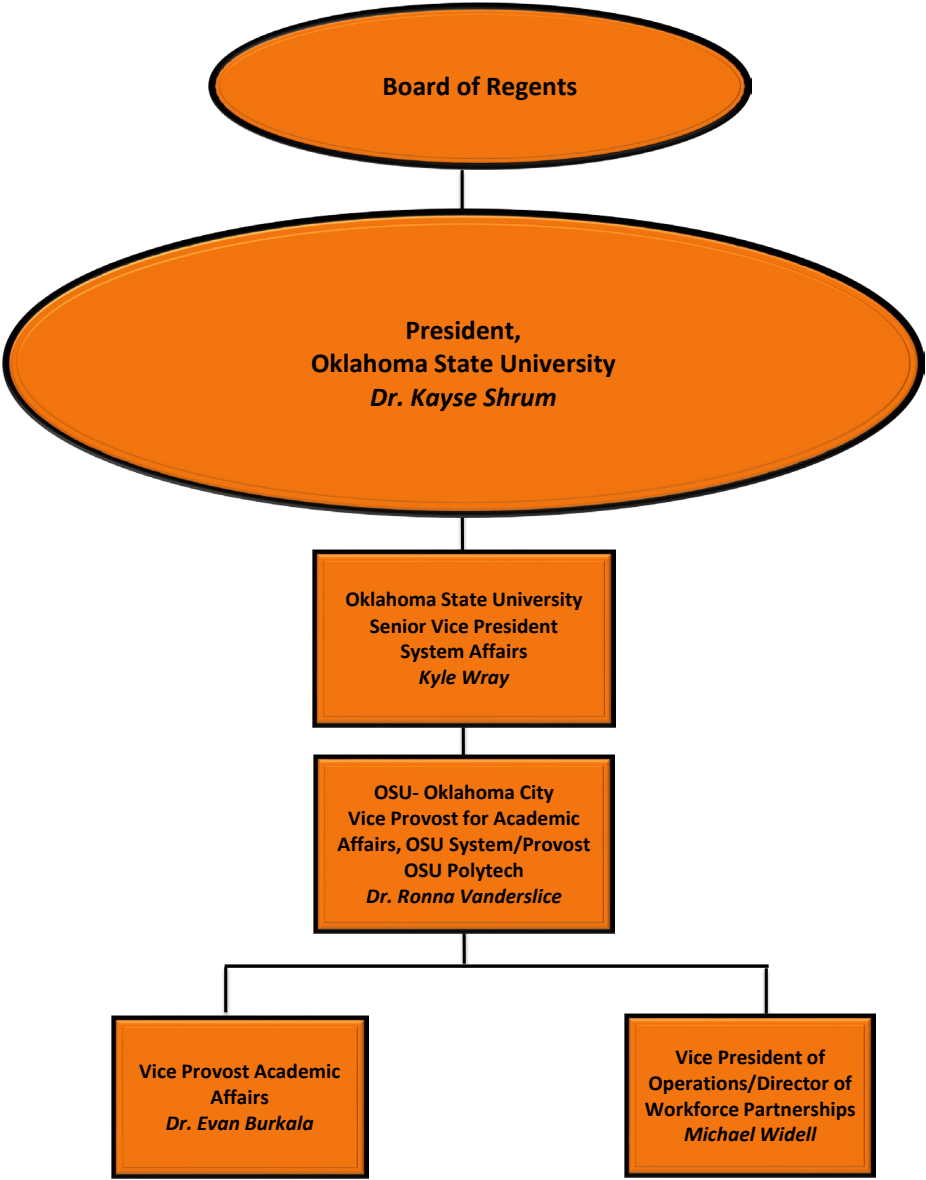 Board of Regents
President,
Oklahoma State University
Dr. Kayse Shrum
Oklahoma State University
Senior Vice President
System Affairs
Kyle Wray
OSU- Oklahoma City
Vice Provost for Academic
Affairs, OSU System/Provost
OSU Polytech
Dr. Ronna Vanderslice
Vice Provost Academic
Affairs
Dr. Evan Burkala
Vice President of
Operations/Director of
Workforce Partnerships
Michael Widell